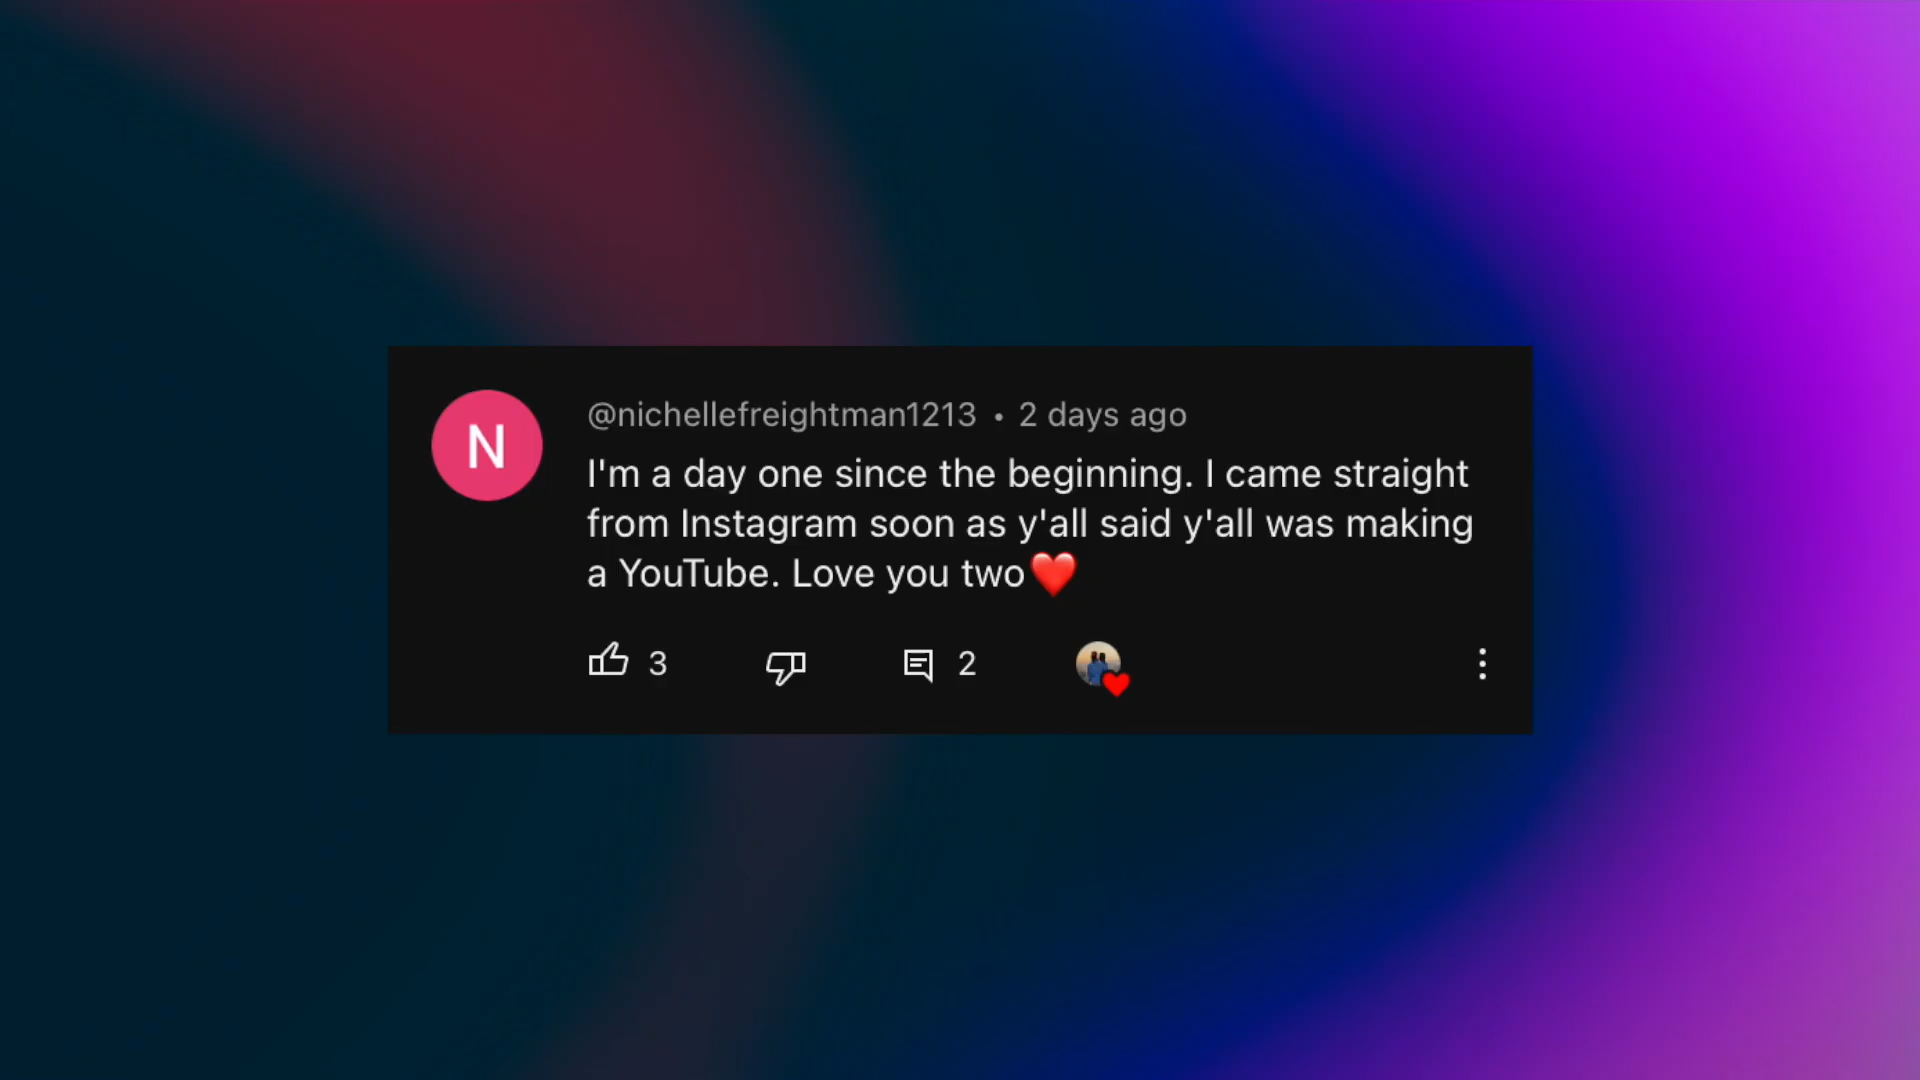 N
@nichellefreightman1213 • 2 days ago
I'm a day one since the beginning. I came straight
from Instagram soon as y'all said y'all was making
a YouTube. Love you two❤️
3 2